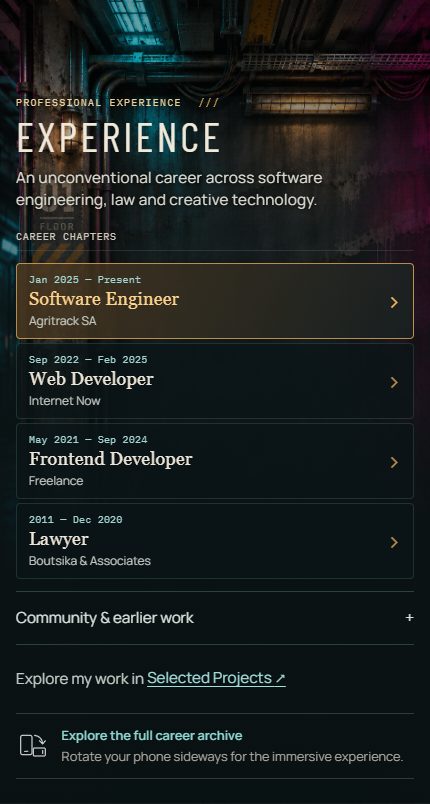 PROFESSIONAL EXPERIENCE ///
EXPERIENCE
An unconventional career across software
engineering, law and creative technology.
01
FLOOR
CAREER CHAPTERS
Jan 2025 — Present
Software Engineer
Agritrack SA
Sep 2022 — Feb 2025
Web Developer
Internet Now
May 2021 — Sep 2024
Frontend Developer
Freelance
2011 — Dec 2020
Lawyer
Boutsika & Associates
Community & earlier work +
Explore my work in Selected Projects ↗
Explore the full career archive
Rotate your phone sideways for the immersive experience.